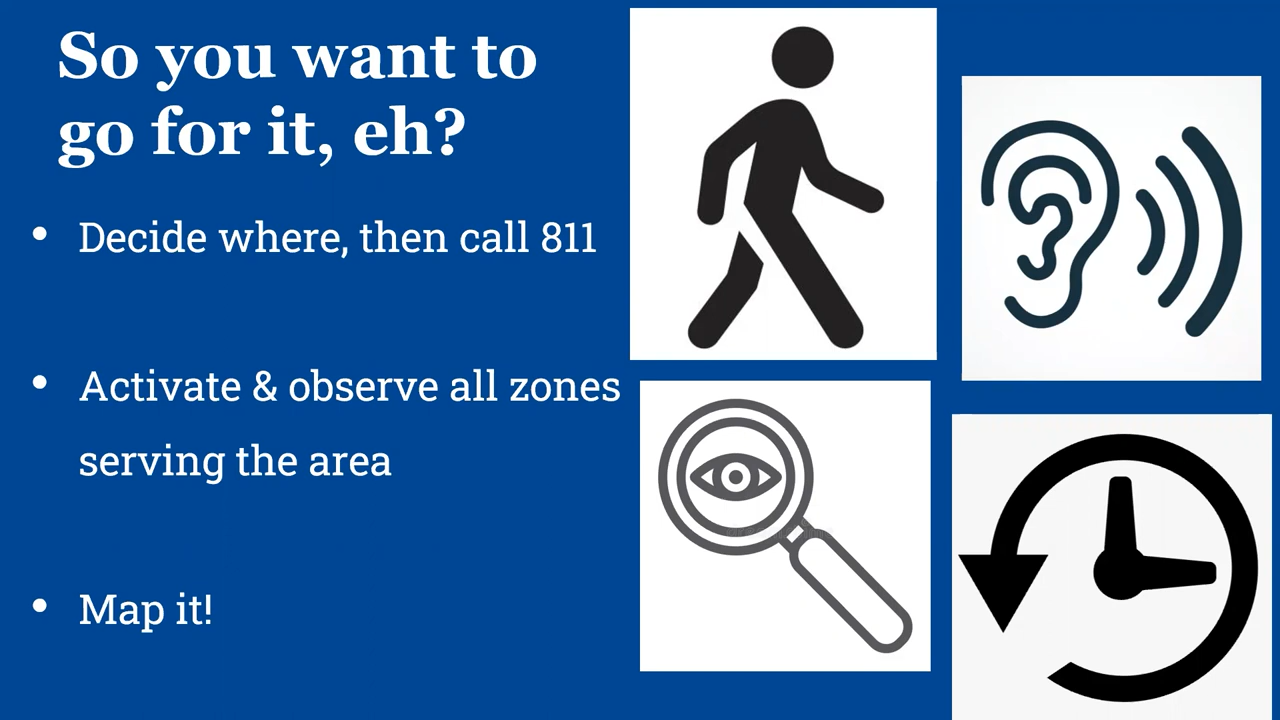 So you want to
go for it, eh?
• Decide where, then call 811
• Activate & observe all zones
serving the area
• Map it!